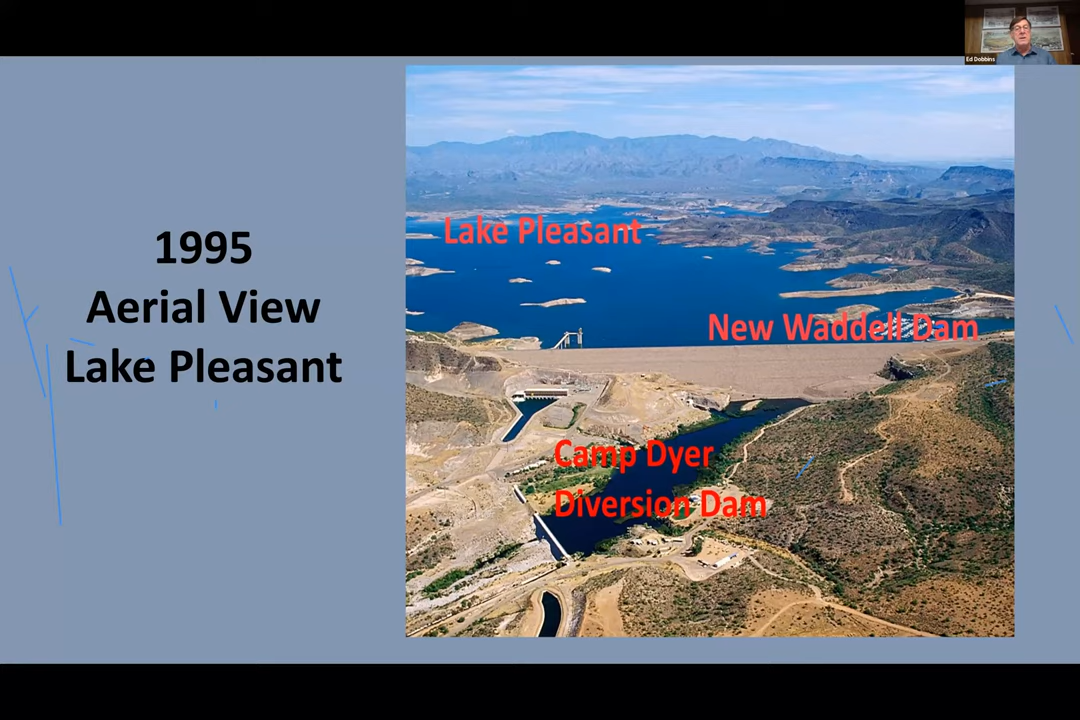 Ed Dobbins
1995
Aerial View
Lake Pleasant
Lake Pleasant
New Waddell Dam
Camp Dyer
Diversion Dam